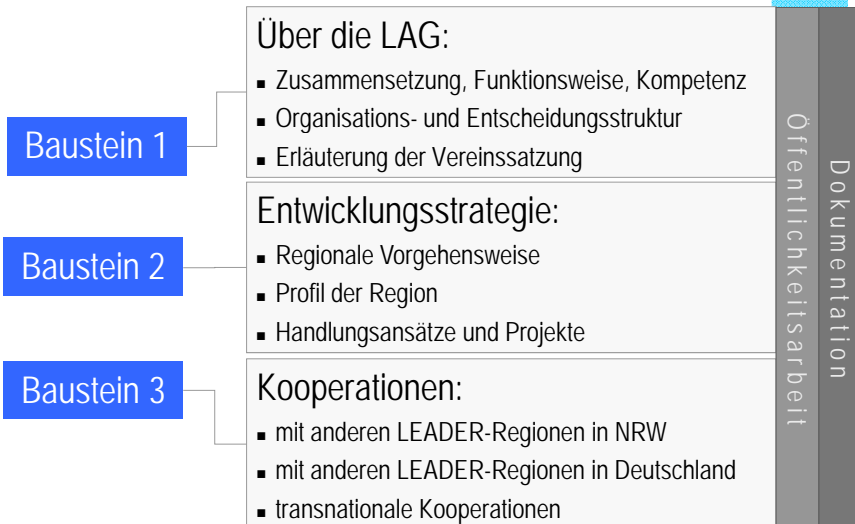 Baustein 1
Über die LAG:
▪ Zusammensetzung, Funktionsweise, Kompetenz
▪ Organisations- und Entscheidungsstruktur
▪ Erläuterung der Vereinssatzung
Baustein 2
Entwicklungsstrategie:
▪ Regionale Vorgehensweise
▪ Profil der Region
▪ Handlungsansätze und Projekte
Baustein 3
Kooperationen:
▪ mit anderen LEADER-Regionen in NRW
▪ mit anderen LEADER-Regionen in Deutschland
▪ transnationale Kooperationen
Öffentlichkeitsarbeit
Dokumentation